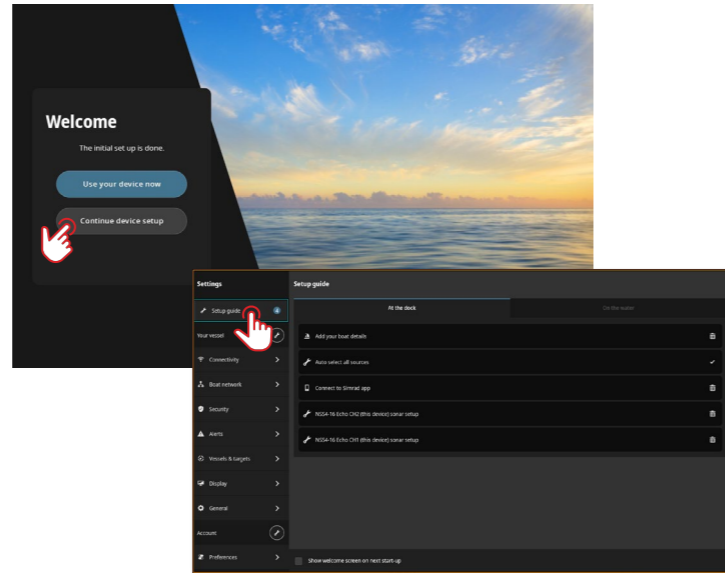 Welcome
The initial set up is done.
Use your device now
Continue device setup
Settings
Setup guide
Setup guide
At the dock
On the water
Your vessel
Add your boat details
Connectivity
Auto select all sources
Boat network
Connect to Simrad app
Security
NSS4-16 Echo CH2 (this device) sonar setup
Alerts
NSS4-16 Echo CH1 (this device) sonar setup
Vessels & targets
Display
General
Account
Preferences
Show welcome screen on next start-up